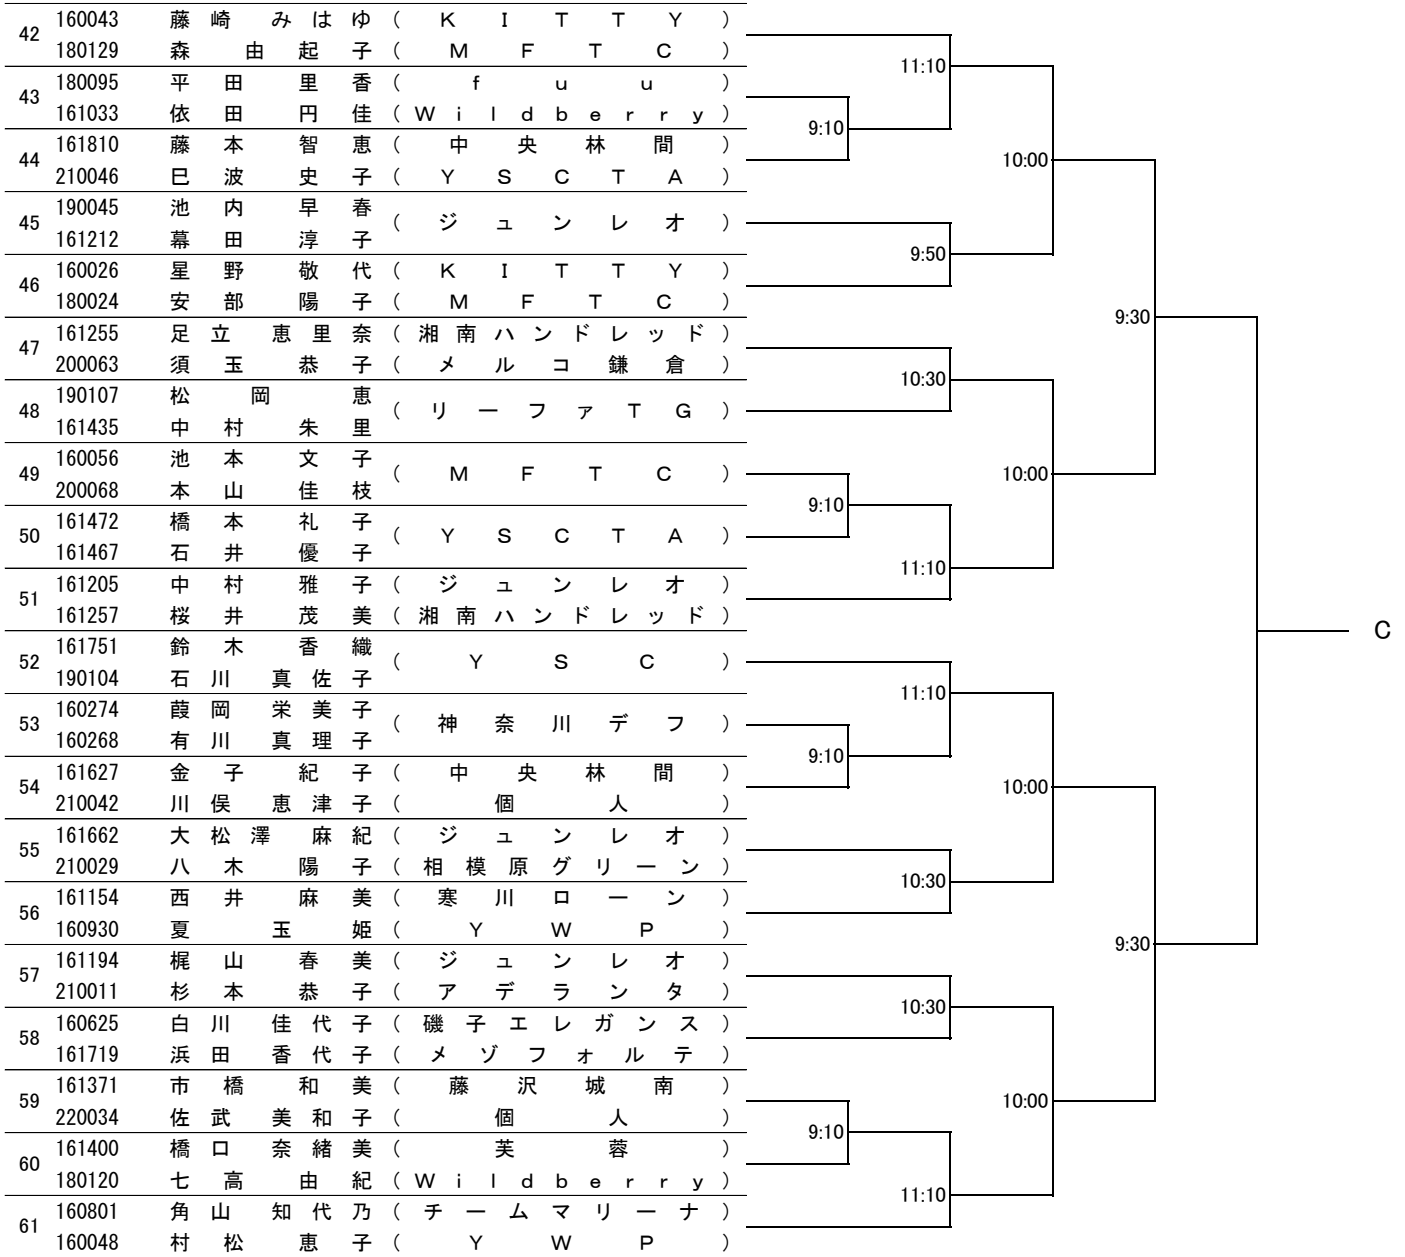 42 160043 藤崎 みはゆ (KITTY)
180129 森 由起子 (MFTC)
11:10
43 180095 平田 里香 (fuu)
161033 依田 円佳 (Wildberry)
9:10
44 161810 藤本 智恵 (中央林間)
10:00
210046 巳波 史子 (YSCTA)
45 190045 池内 早春 (ジュンレオ)
161212 幕田 淳子
9:50
46 160026 星野 敬代 (KITTY)
180024 安部 陽子 (MFTC)
9:30
47 161255 足立 恵里奈 (湘南ハンドレッド)
200063 須玉 恭子 (メルコ鎌倉)
10:30
48 190107 松岡 恵 (リーファTG)
161435 中村 朱里
49 160056 池本 文子 (MFTC)
10:00
200068 本山 佳枝
9:10
50 161472 橋本 礼子 (YSCTA)
161467 石井 優子
11:10
51 161205 中村 雅子 (ジュンレオ)
161257 桜井 茂美 (湘南ハンドレッド)
C
52 161751 鈴木 香織 (YSC)
190104 石川 真佐子
11:10
53 160274 葭岡 栄美子 (神奈川デフ)
160268 有川 真理子
9:10
54 161627 金子 紀子 (中央林間)
10:00
210042 川俣 恵津子 (個人)
55 161662 大松澤 麻紀 (ジュンレオ)
210029 八木 陽子 (相模原グリーン)
10:30
56 161154 西井 麻美 (寒川ローン)
160930 夏 玉姫 (YWP)
9:30
57 161194 梶山 春美 (ジュンレオ)
210011 杉本 恭子 (アデランタ)
10:30
58 160625 白川 佳代子 (磯子エレガンス)
161719 浜田 香代子 (メゾフォルテ)
59 161371 市橋 和美 (藤沢城南)
10:00
220034 佐武 美和子 (個人)
9:10
60 161400 橋口 奈緒美 (芙蓉)
180120 七高 由紀 (Wildberry)
11:10
61 160801 角山 知代乃 (チームマリーナ)
160048 村松 恵子 (YWP)